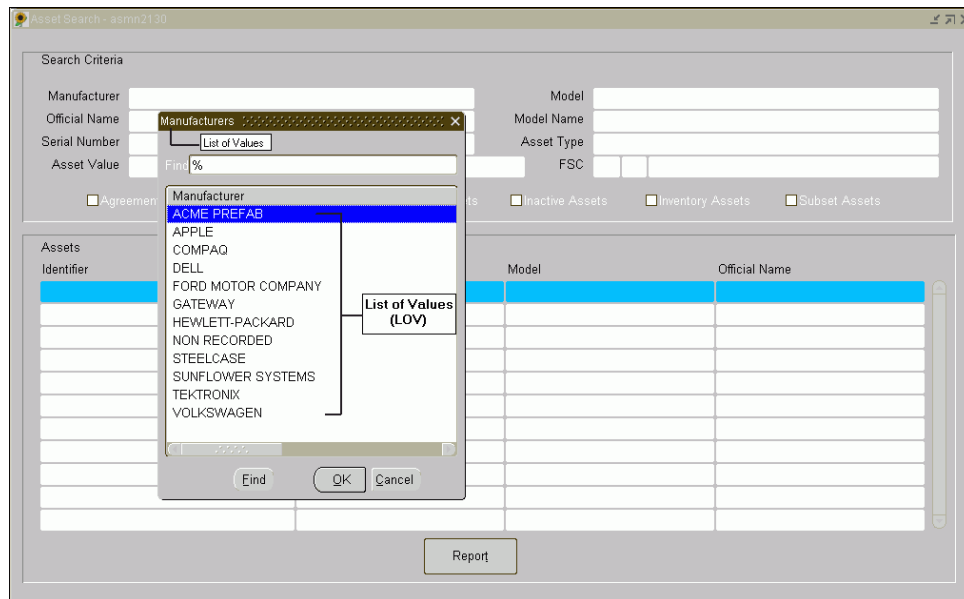 Asset Search - asmn2130
Search Criteria
Manufacturer
Model
Official Name
Model Name
Serial Number
Asset Type
Asset Value
FSC
Inactive Assets
Inventory Assets
Subset Assets
Manufacturers
List of Values
Find %
Manufacturer
ACME PREFAB
APPLE
COMPAQ
DELL
FORD MOTOR COMPANY
GATEWAY
HEWLETT-PACKARD
NON RECORDED
STEELCASE
SUNFLOWER SYSTEMS
TEKTRONIX
VOLKSWAGEN
List of Values
(LOV)
Find
OK
Cancel
Assets
Identifier
Model
Official Name
Report